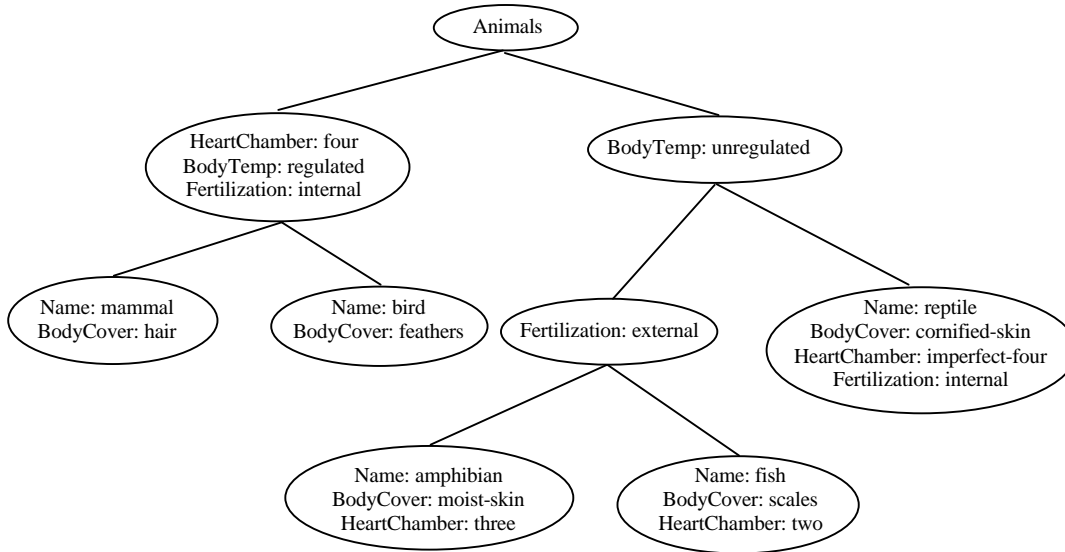 Animals
HeartChamber: four
BodyTemp: regulated
Fertilization: internal
BodyTemp: unregulated
Name: mammal
BodyCover: hair
Name: bird
BodyCover: feathers
Fertilization: external
Name: reptile
BodyCover: cornified-skin
HeartChamber: imperfect-four
Fertilization: internal
Name: amphibian
BodyCover: moist-skin
HeartChamber: three
Name: fish
BodyCover: scales
HeartChamber: two